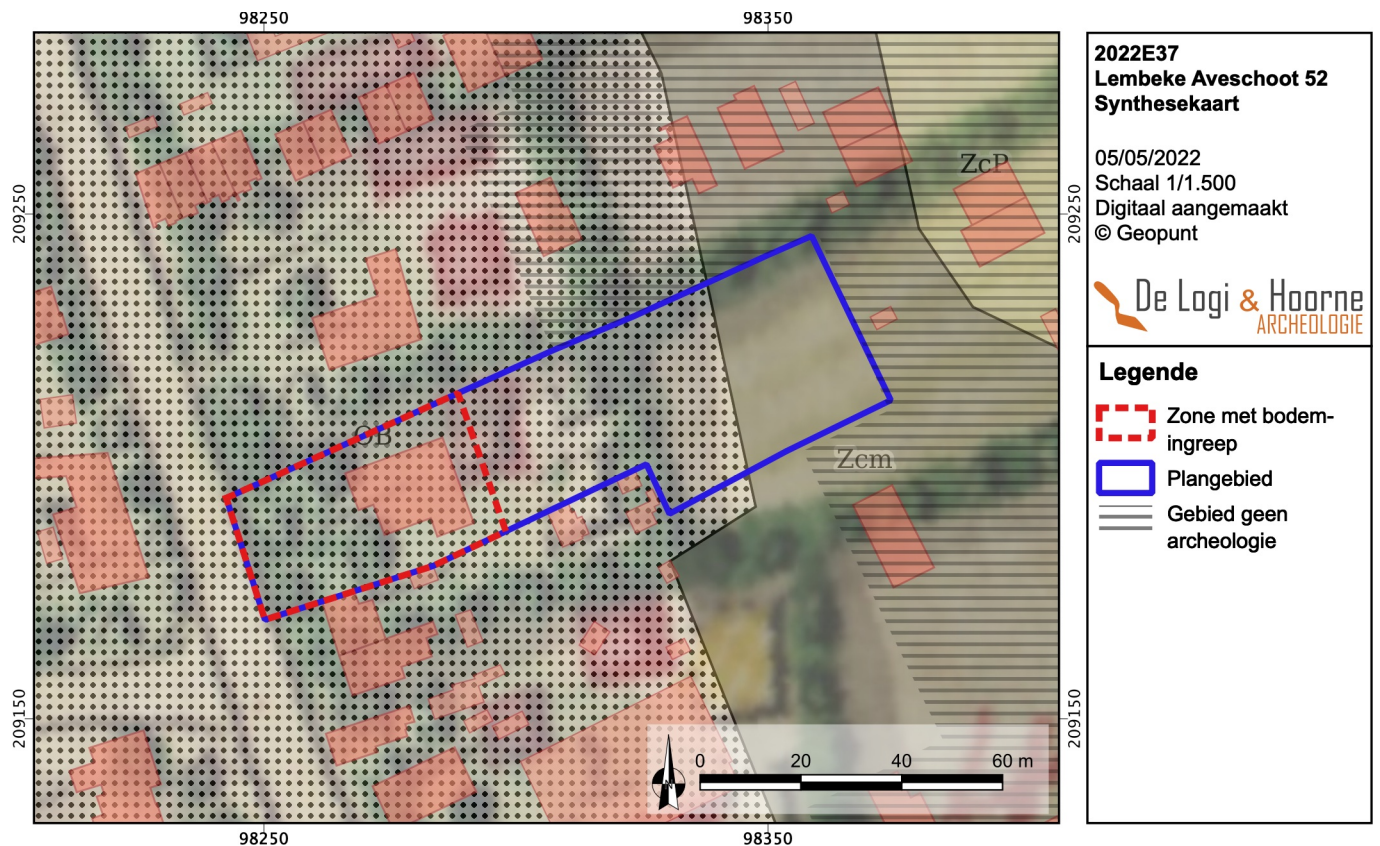 98250
98350
209250
209250
209150
209150
ZcP
OB
Zcm
0 20 40 60 m
N
98250
98350
2022E37
Lembeke Aveschoot 52
Synthesekaart
05/05/2022
Schaal 1/1.500
Digitaal aangemaakt
© Geopunt
De Logi & Hoorne
ARCHEOLOGIE
Legende
Zone met bodem-
ingreep
Plangebied
Gebied geen
archeologie